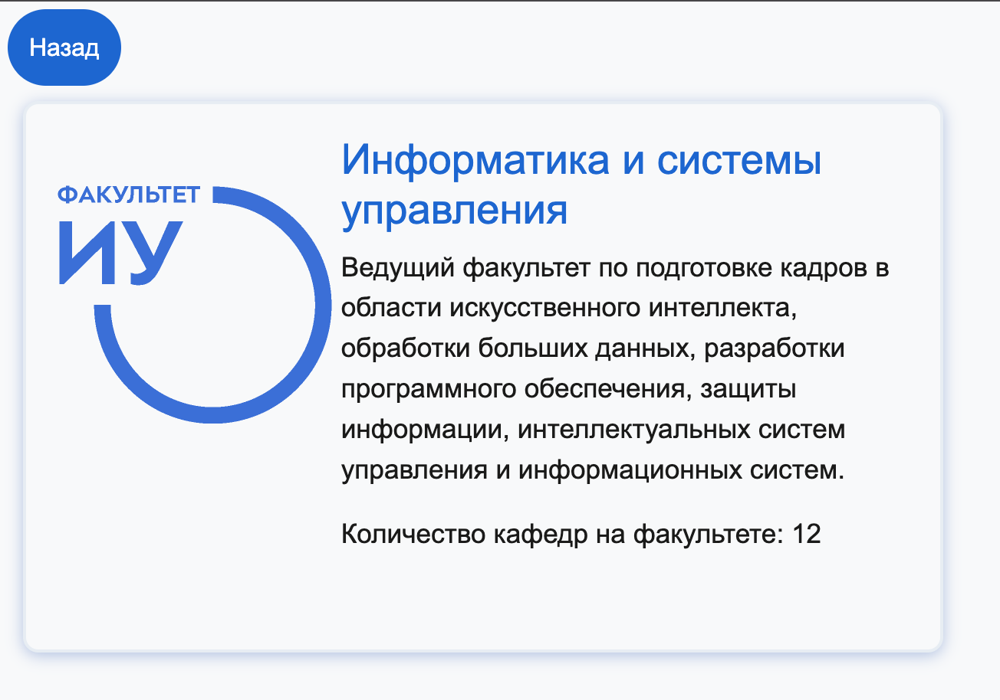 Назад
ФАКУЛЬТЕТ
ИУ
Информатика и системы
управления
Ведущий факультет по подготовке кадров в
области искусственного интеллекта,
обработки больших данных, разработки
программного обеспечения, защиты
информации, интеллектуальных систем
управления и информационных систем.
Количество кафедр на факультете: 12